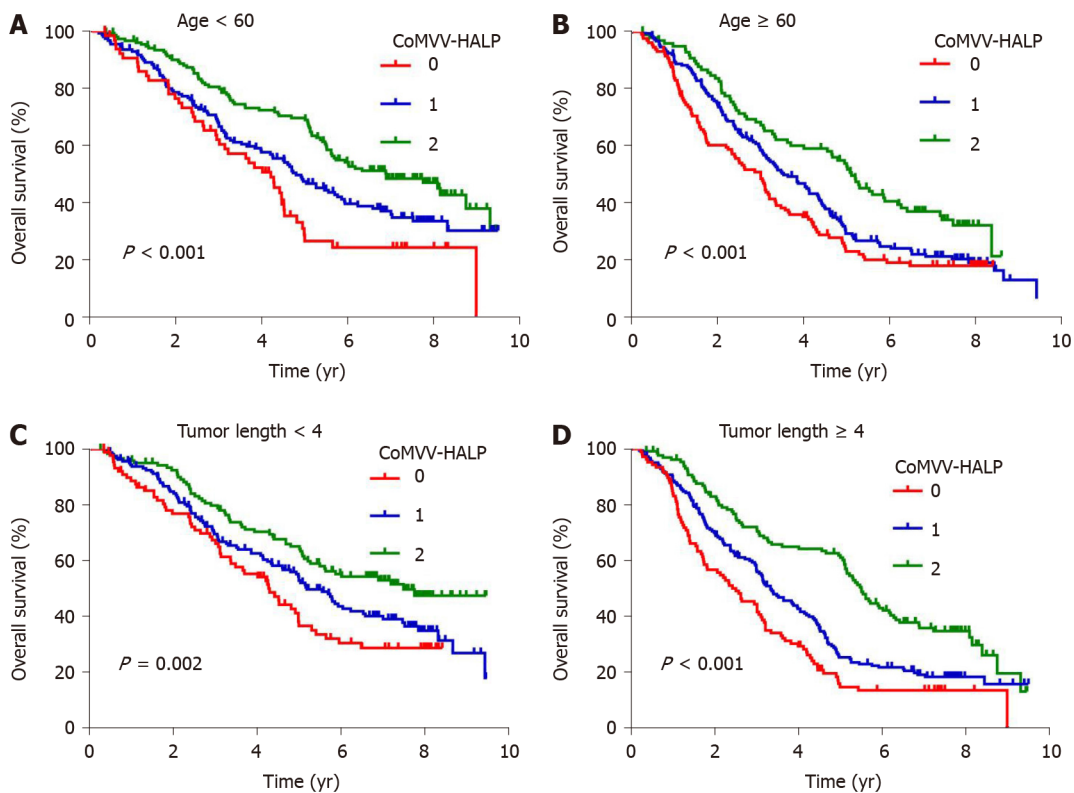 A
Age < 60
CoMVV-HALP
0
1
2
Overall survival (%)
100
80
60
40
20
0
P < 0.001
0 2 4 6 8 10
Time (yr)
B
Age ≥ 60
CoMVV-HALP
0
1
2
Overall survival (%)
100
80
60
40
20
0
P < 0.001
0 2 4 6 8 10
Time (yr)
C
Tumor length < 4
CoMVV-HALP
0
1
2
Overall survival (%)
100
80
60
40
20
0
P = 0.002
0 2 4 6 8 10
Time (yr)
D
Tumor length ≥ 4
CoMVV-HALP
0
1
2
Overall survival (%)
100
80
60
40
20
0
P < 0.001
0 2 4 6 8 10
Time (yr)